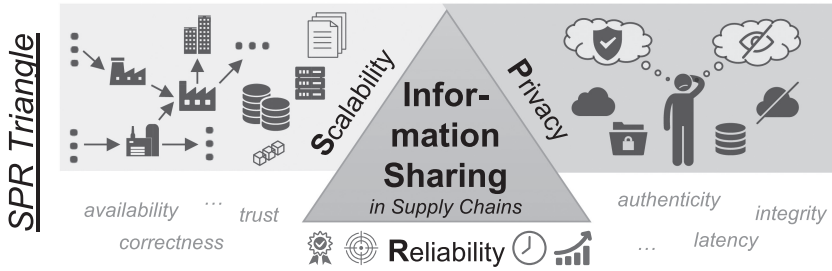 SPR Triangle
Scalability
Privacy
Infor-
mation
Sharing
in Supply Chains
Reliability
availability
...
trust
correctness
authenticity
integrity
...
latency